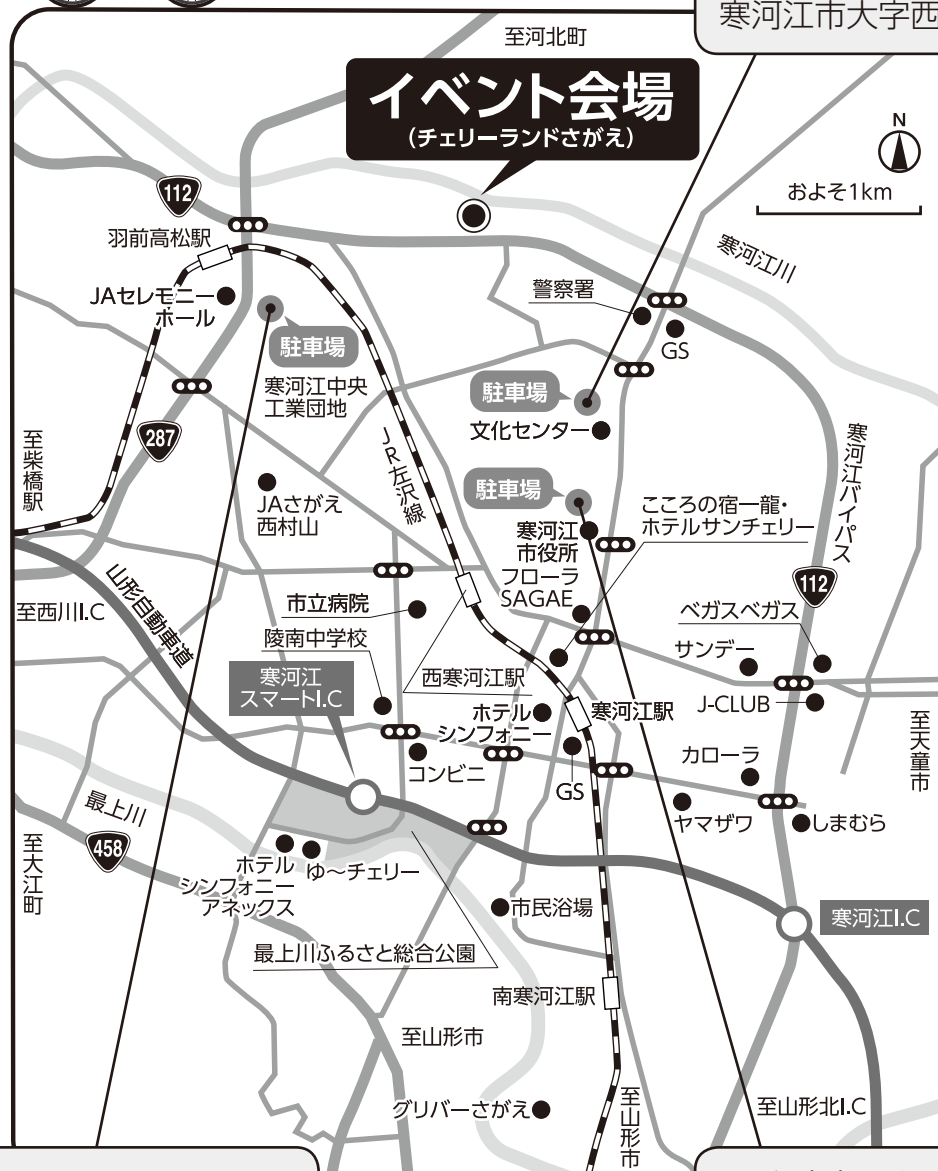 寒河江市大字西
至河北町
イベント会場
(チェリーランドさがえ)
N
およそ1km
112
羽前高松駅
寒河江川
JAセレモニー
ホール
警察署
GS
駐車場
寒河江中央
工業団地
駐車場
文化センター
287
至柴橋駅
JR左沢線
寒河江バイパス
JAさがえ
西村山
駐車場
こころの宿一龍・
ホテルサンチェリー
寒河江
市役所
フローラ
SAGAE
112
山形自動車道
至西川I.C
市立病院
陵南中学校
ベガスベガス
サンデー
寒河江
スマートI.C
西寒河江駅
J-CLUB
ホテル
シンフォニー
寒河江駅
至天童市
コンビニ
GS
カローラ
ヤマザワ
しまむら
最上川
458
至大江町
ホテル
シンフォニー
アネックス
ゆ~チェリー
市民浴場
寒河江I.C
最上川ふるさと総合公園
南寒河江駅
至山形市
グリバーさがえ
至山形市
至山形北I.C